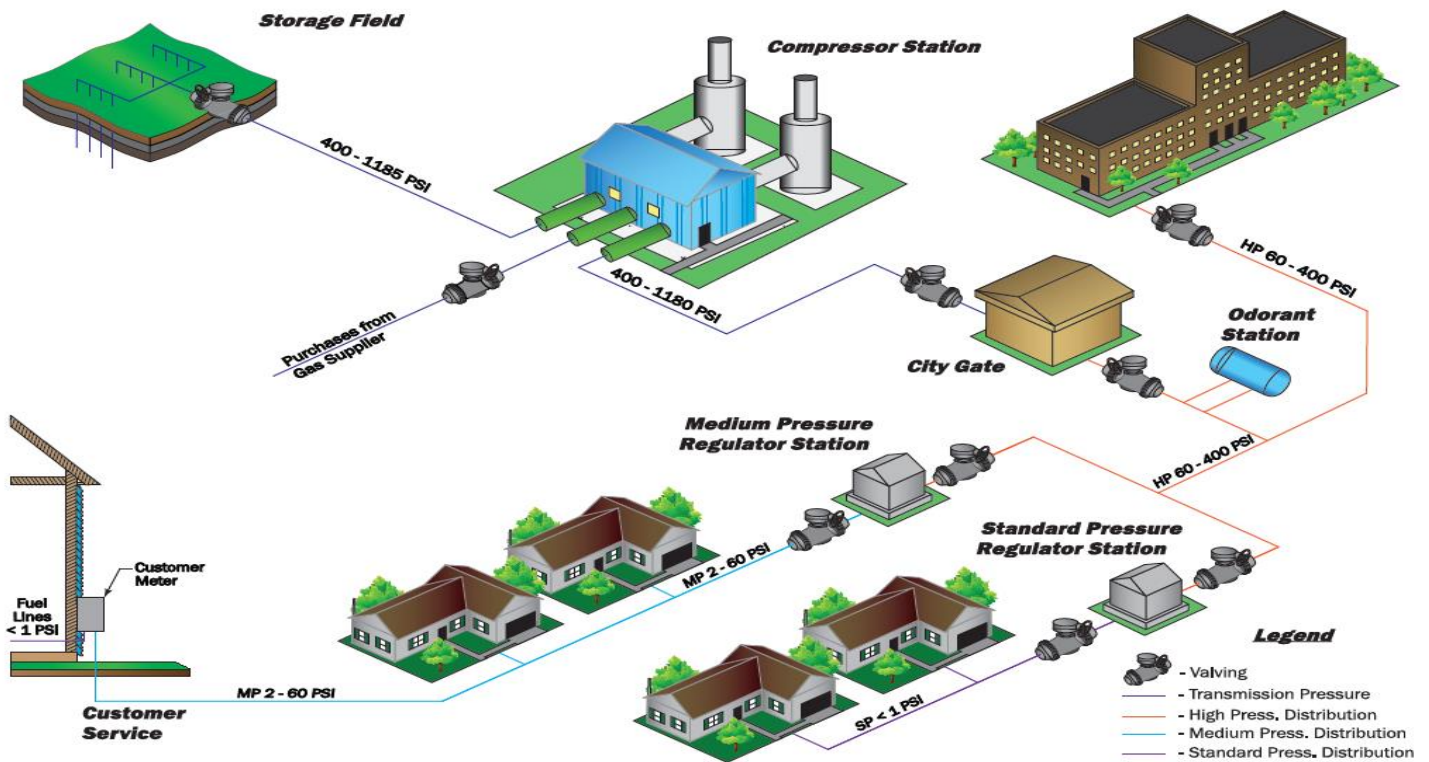 Storage Field
Compressor Station
400 - 1185 PSI
400 - 1180 PSI
Purchases from
Gas Supplier
City Gate
HP 60 - 400 PSI
Odorant
Station
HP 60 - 400 PSI
Medium Pressure
Regulator Station
Standard Pressure
Regulator Station
MP 2 - 60 PSI
SP < 1 PSI
Customer
Meter
Fuel
Lines
< 1 PSI
MP 2 - 60 PSI
Customer
Service
Legend
- Valving
- Transmission Pressure
- High Press. Distribution
- Medium Press. Distribution
- Standard Press. Distribution